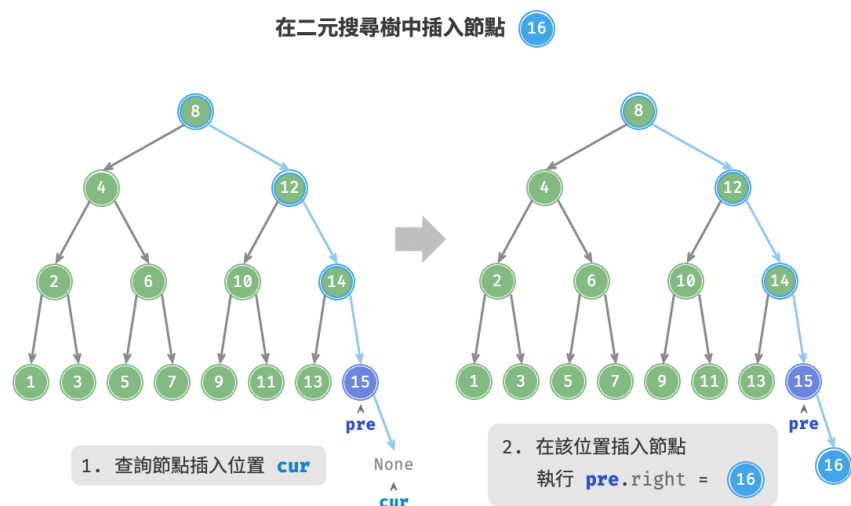 在二元搜尋樹中插入節點 16
8
4 12
2 6 10 14
1 3 5 7 9 11 13 15
pre
None
cur
1. 查詢節點插入位置 cur
8
4 12
2 6 10 14
1 3 5 7 9 11 13 15
pre
16
2. 在該位置插入節點
執行 pre.right = 16